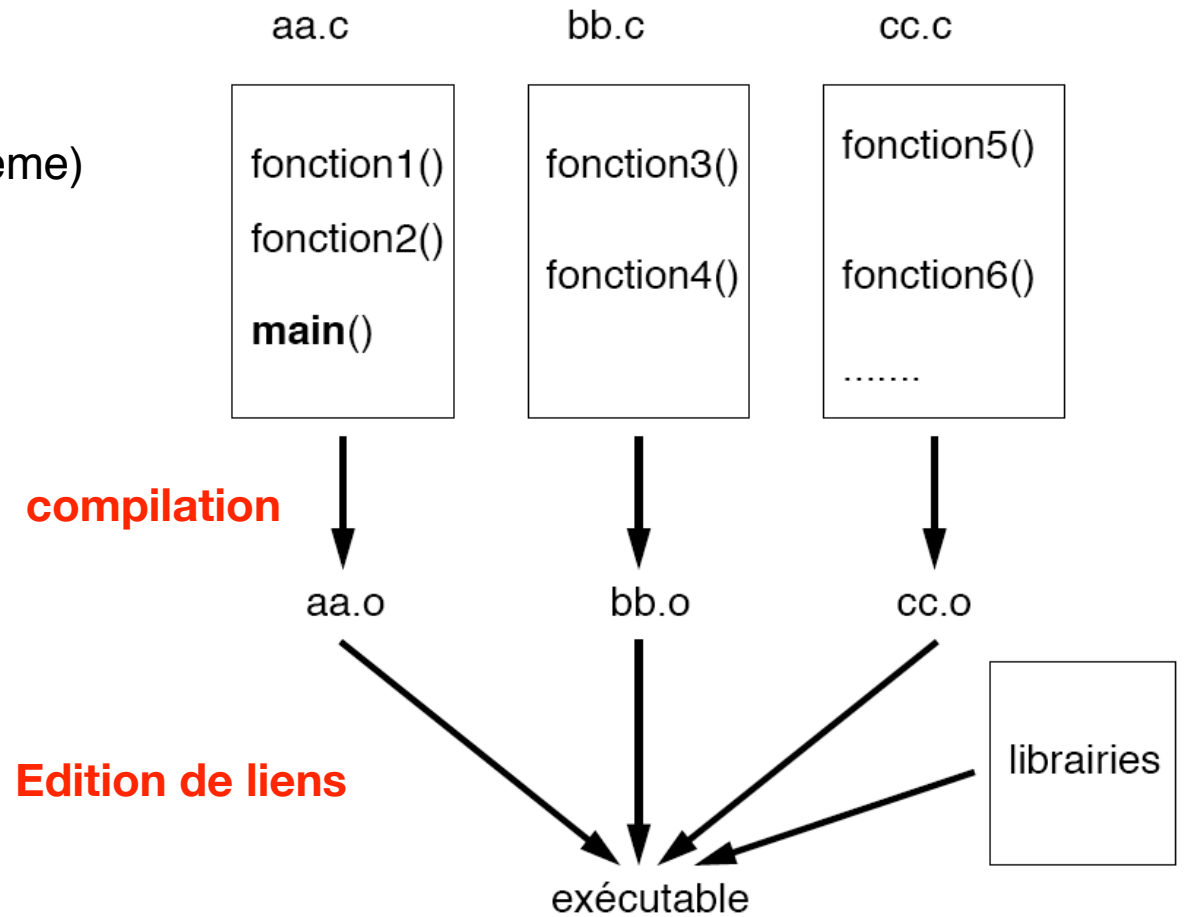 aa.c bb.c cc.c
ème)
fonction1() fonction3() fonction5()
fonction2() fonction4() fonction6()
main()
.......
compilation
aa.o bb.o cc.o
librairies
Edition de liens
exécutable